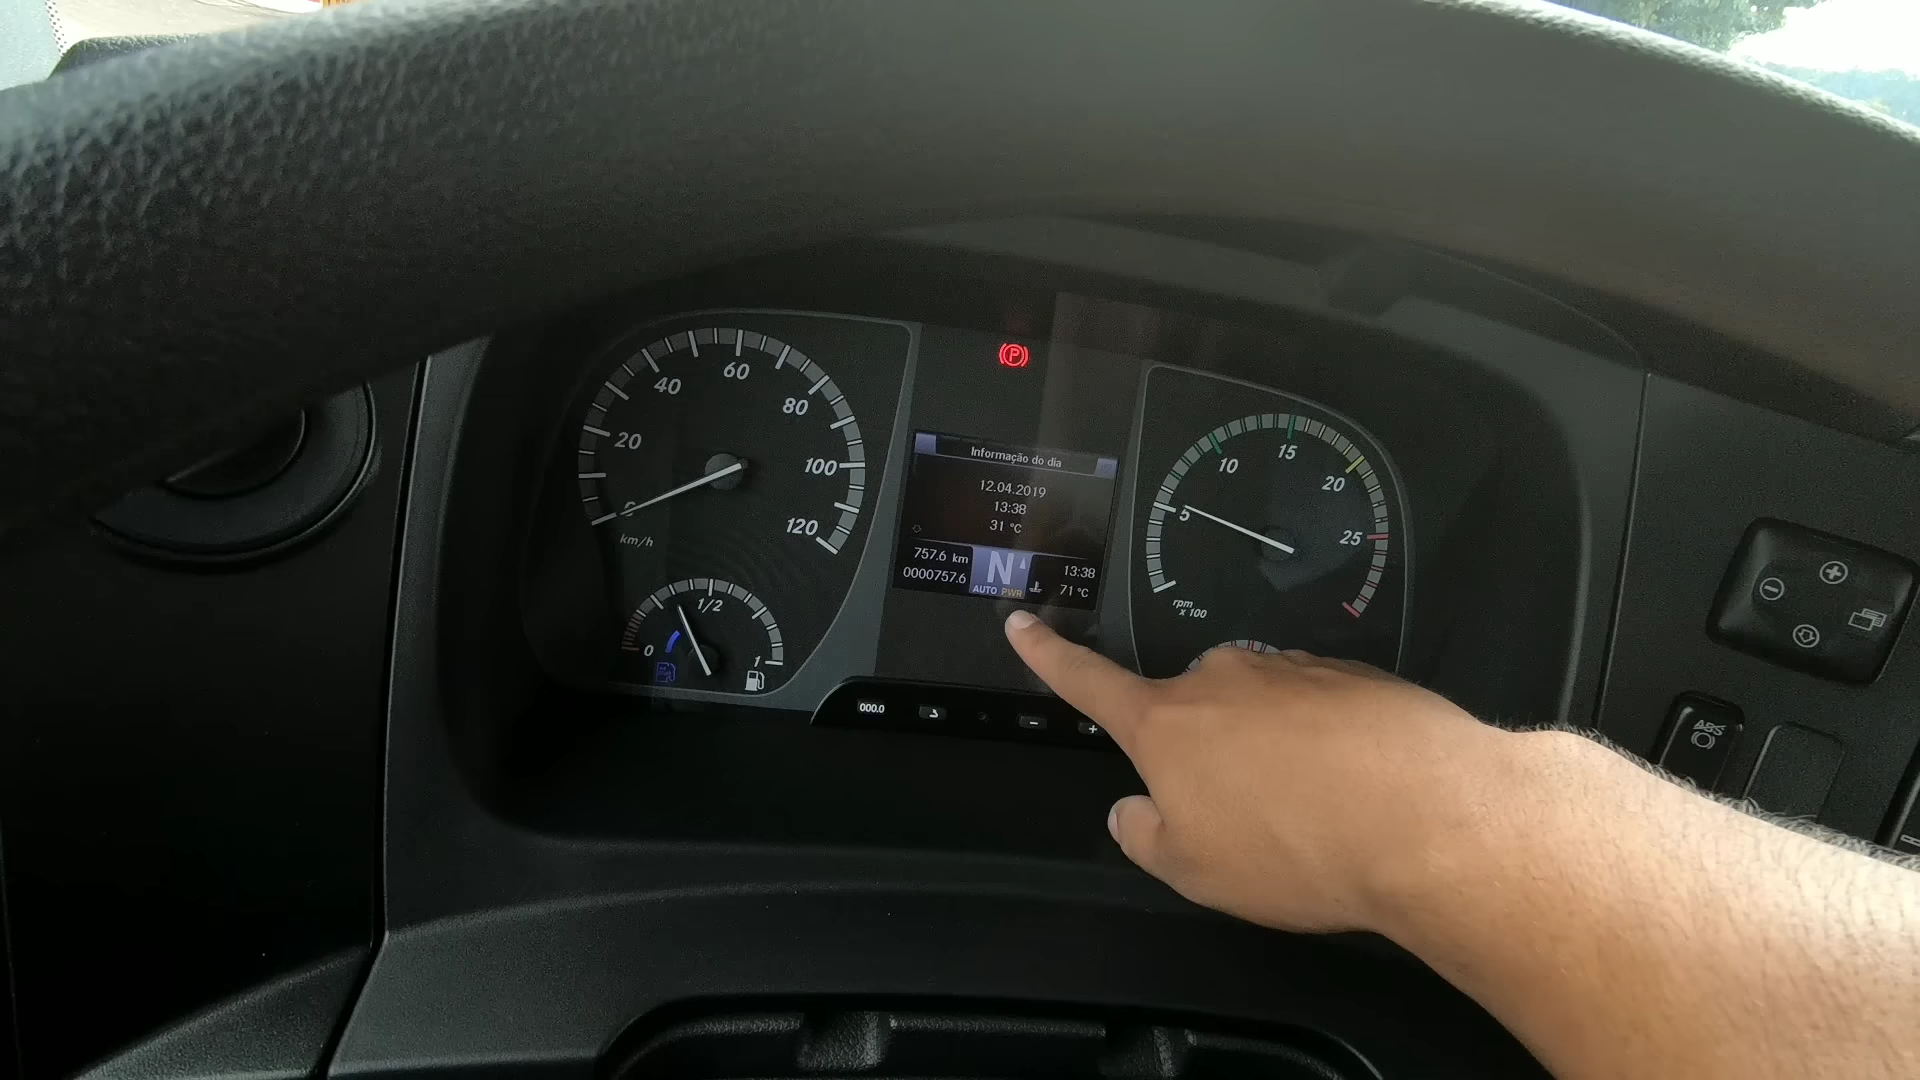 20
40
60
80
100
120
0
km/h
1/2
0
1
P
Informação do dia
12.04.2019
13:38
31 °C
757.6 km
0000757.6
N
AUTO PWR
13:38
71 °C
5
10
15
20
25
rpm
x 100
000.0
-
+
ABS